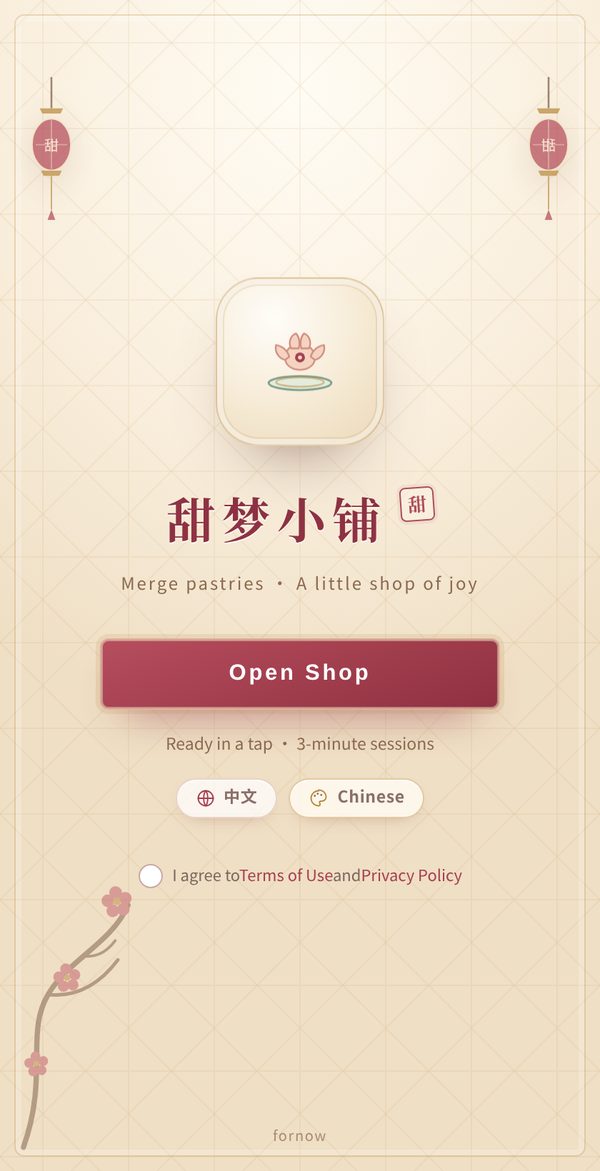 甜
甜
甜梦小铺
甜
Merge pastries • A little shop of joy
Open Shop
Ready in a tap • 3-minute sessions
中文
Chinese
I agree toTerms of UseandPrivacy Policy
fornow